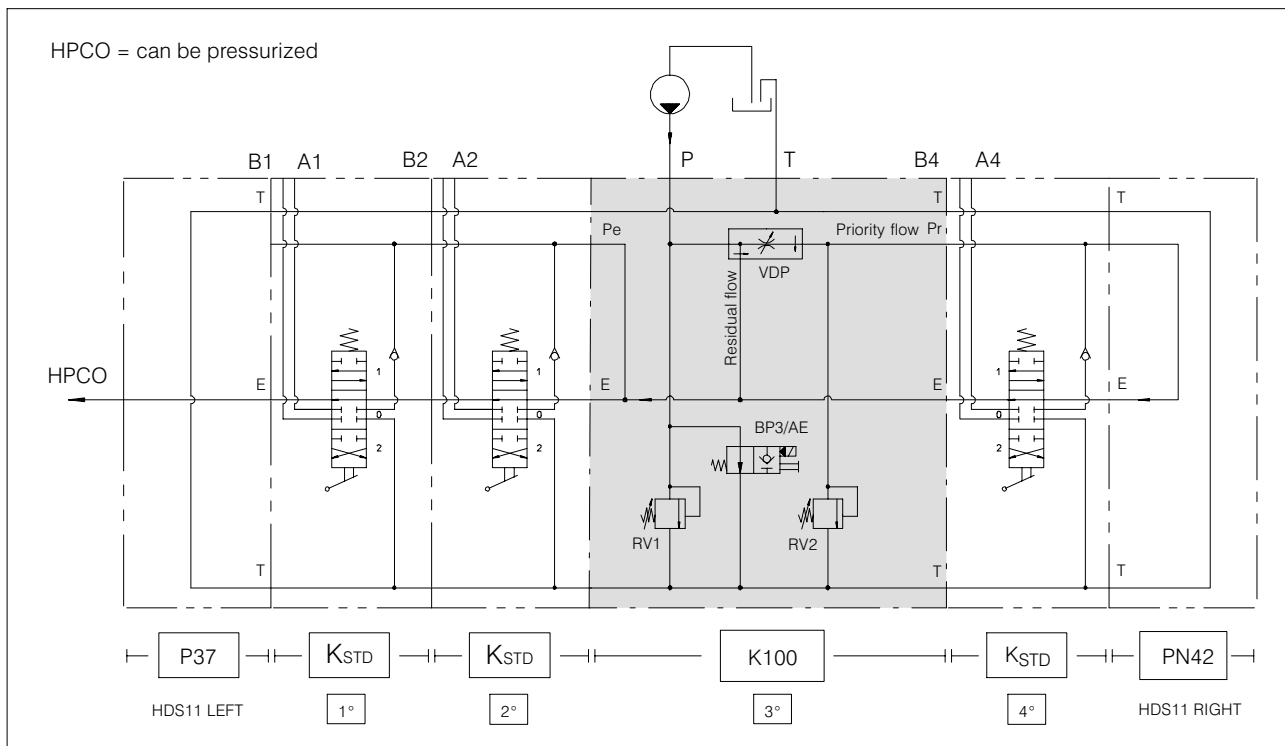 HPCO = can be pressurized
B1 A1 B2 A2 P T B4 A4
T T T
Pe Priority flow Pr
VDP
Residual flow
1 1 1
HPCO E E E E
0 0 0
BP3/AE
2 2 2
RV1 RV2
T T T
P37 KSTD KSTD K100 KSTD PN42
HDS11 LEFT 1° 2° 3° 4° HDS11 RIGHT